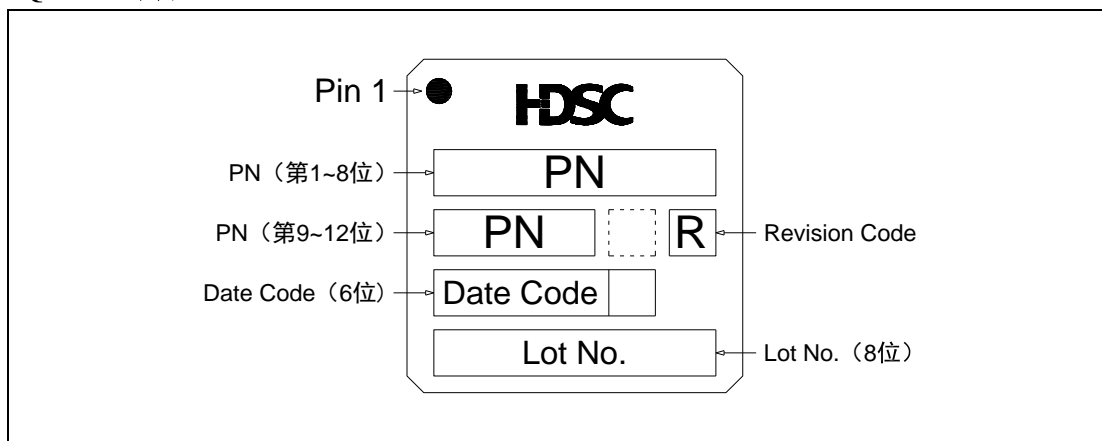 Pin 1
HDSC
PN（第1~8位）
PN
PN（第9~12位）
PN
R
Revision Code
Date Code（6位）
Date Code
Lot No.
Lot No.（8位）